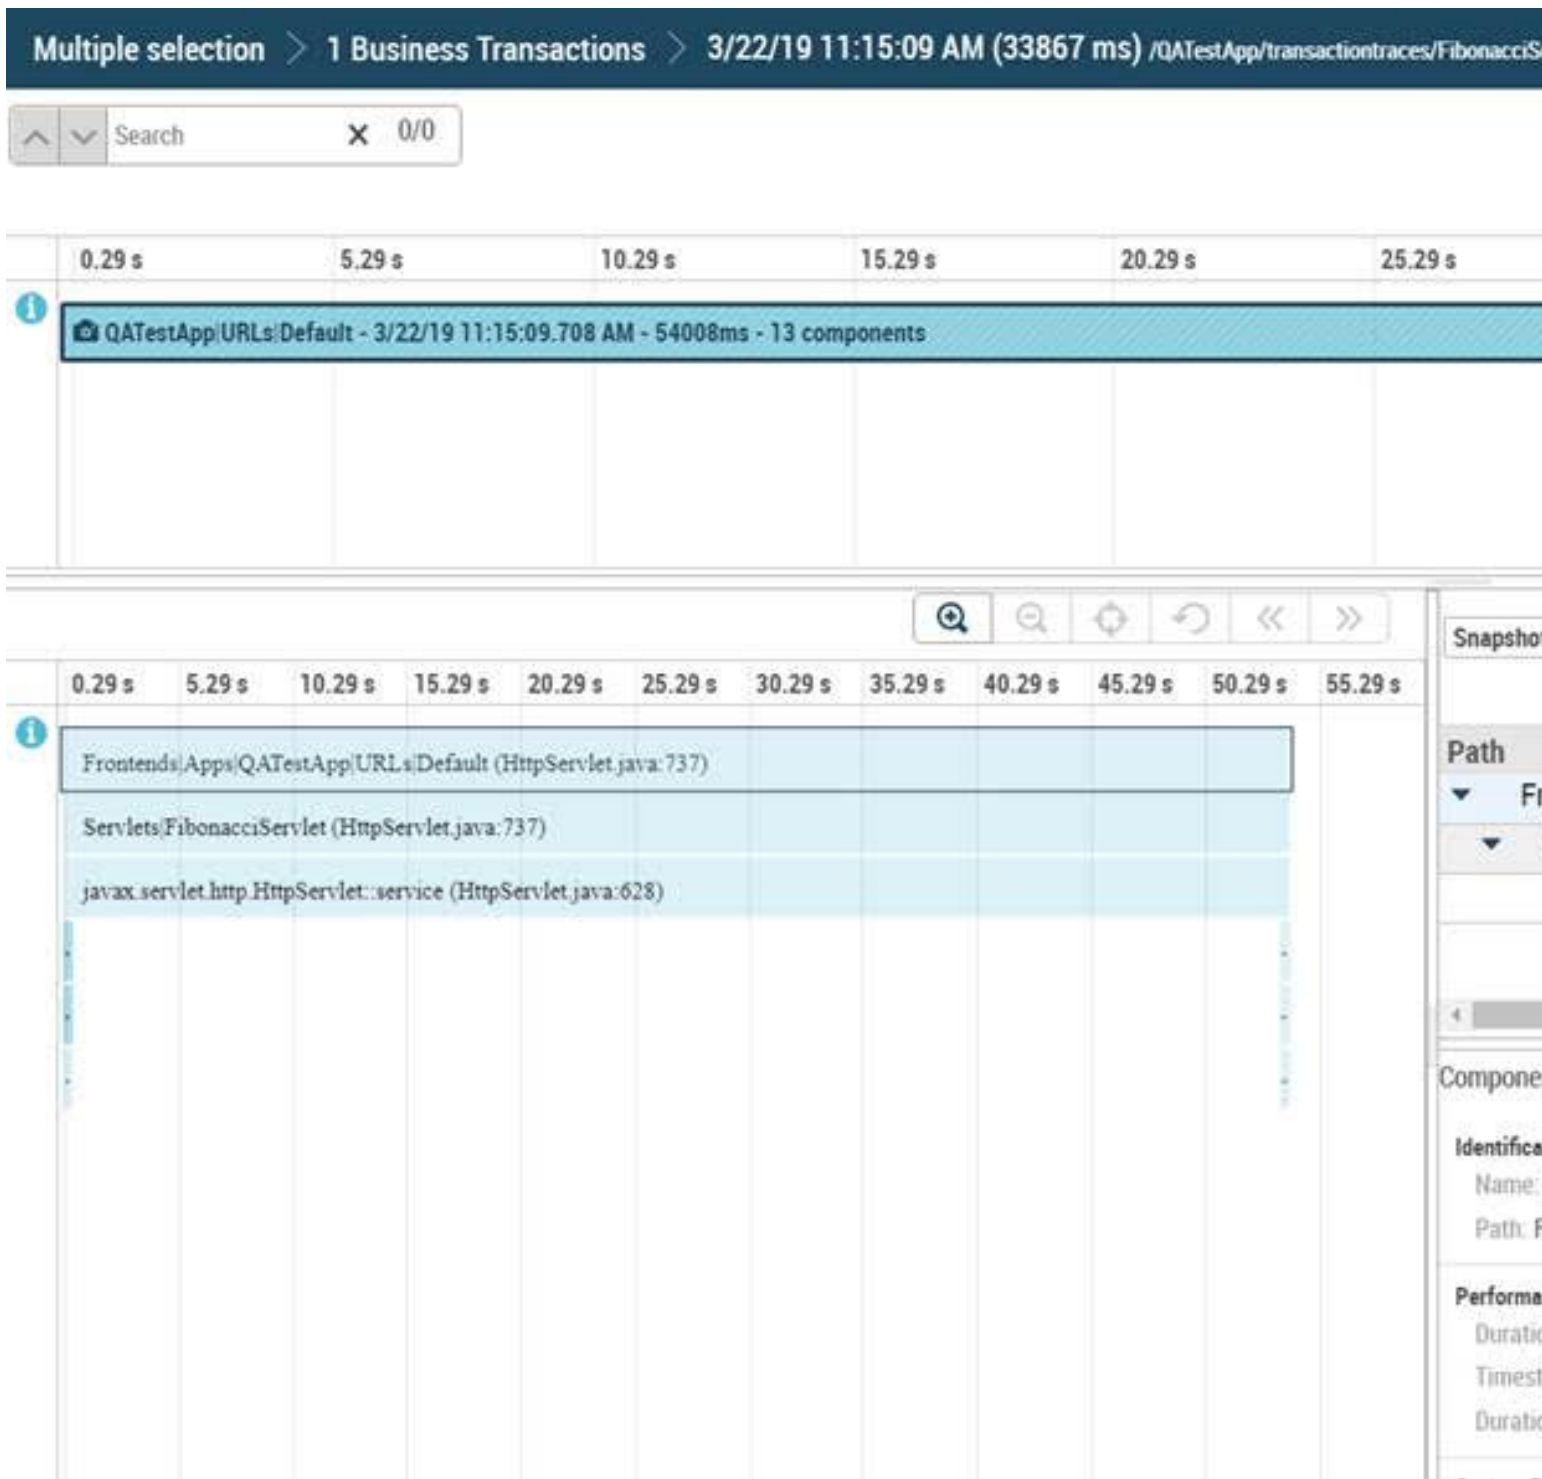 Multiple selection > 1 Business Transactions > 3/22/19 11:15:09 AM (33867 ms) /QATestApp/transactiontraces/FibonacciS
Search 0/0
0.29 s 5.29 s 10.29 s 15.29 s 20.29 s 25.29 s
QATestApp|URLs|Default - 3/22/19 11:15:09.708 AM - 54008ms - 13 components
Snapshot
0.29 s 5.29 s 10.29 s 15.29 s 20.29 s 25.29 s 30.29 s 35.29 s 40.29 s 45.29 s 50.29 s 55.29 s
Frontends|Apps|QATestApp|URLs|Default (HttpServlet.java:737)
Servlets|FibonacciServlet (HttpServlet.java:737)
javax.servlet.http.HttpServlet::service (HttpServlet.java:628)
Path
Fr
Compone
Identifica
Name:
Path: F
Performa
Duratio
Timest
Duratio